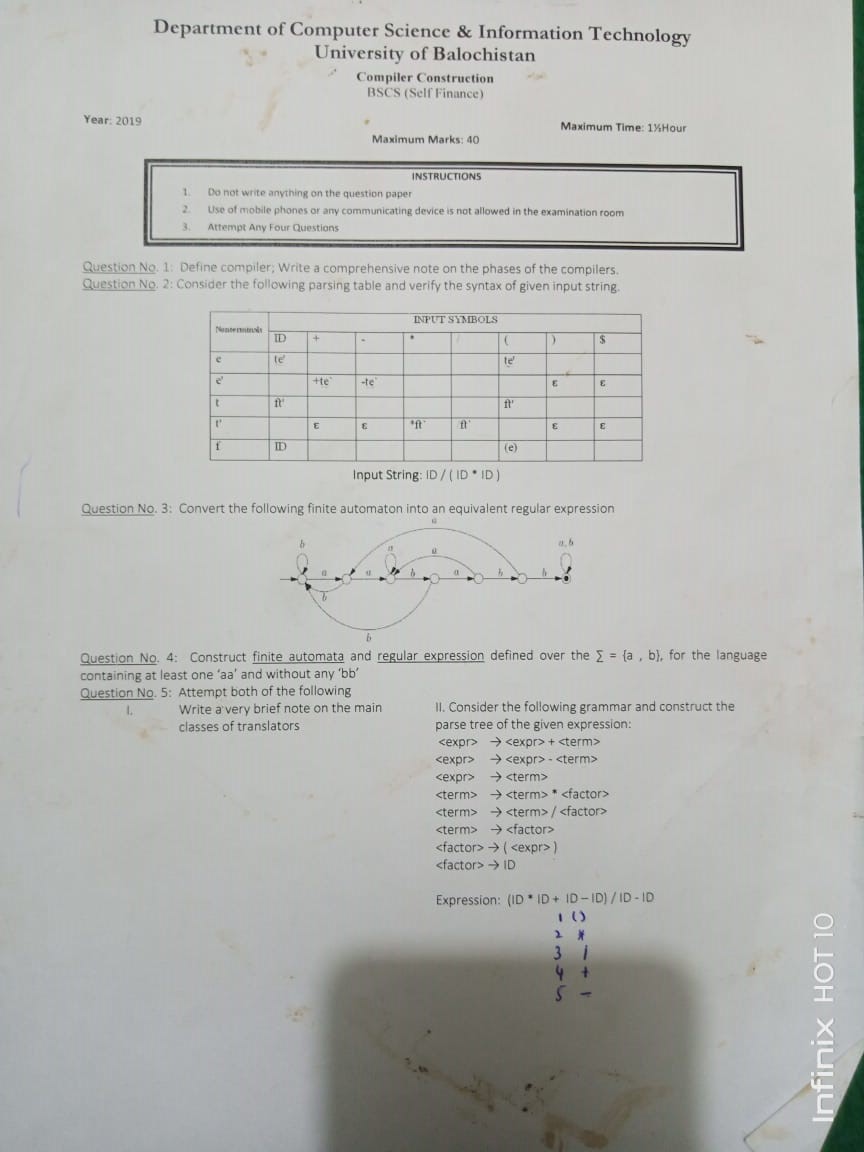 Department of Computer Science & Information Technology
University of Balochistan
Compiler Construction
BSCS (Self Finance)
Year: 2019
Maximum Time: 1½Hour
Maximum Marks: 40
INSTRUCTIONS
1. Do not write anything on the question paper
2. Use of mobile phones or any communicating device is not allowed in the examination room
3. Attempt Any Four Questions
Question No. 1: Define compiler; Write a comprehensive note on the phases of the compilers.
Question No. 2: Consider the following parsing table and verify the syntax of given input string.
Nonterminals INPUT SYMBOLS
ID + - * / ( ) $
e te' te'
e' +te` -te` ε ε
t ft' ft'
t' ε ε *ft` ft` ε ε
f ID (e)
Input String: ID / ( ID * ID )
Question No. 3: Convert the following finite automaton into an equivalent regular expression
a
b a a a, b
a a b a b b
b
b
Question No. 4: Construct finite automata and regular expression defined over the ∑ = {a , b}, for the language
containing at least one ‘aa’ and without any ‘bb’
Question No. 5: Attempt both of the following
I. Write a very brief note on the main
classes of translators
II. Consider the following grammar and construct the
parse tree of the given expression:
<expr> → <expr> + <term>
<expr> → <expr> - <term>
<expr> → <term>
<term> → <term> * <factor>
<term> → <term> / <factor>
<term> → <factor>
<factor> → ( <expr> )
<factor> → ID
Expression: (ID * ID + ID – ID) / ID - ID
1 ()
2 *
3 /
4 +
5 -
Infinix HOT 10